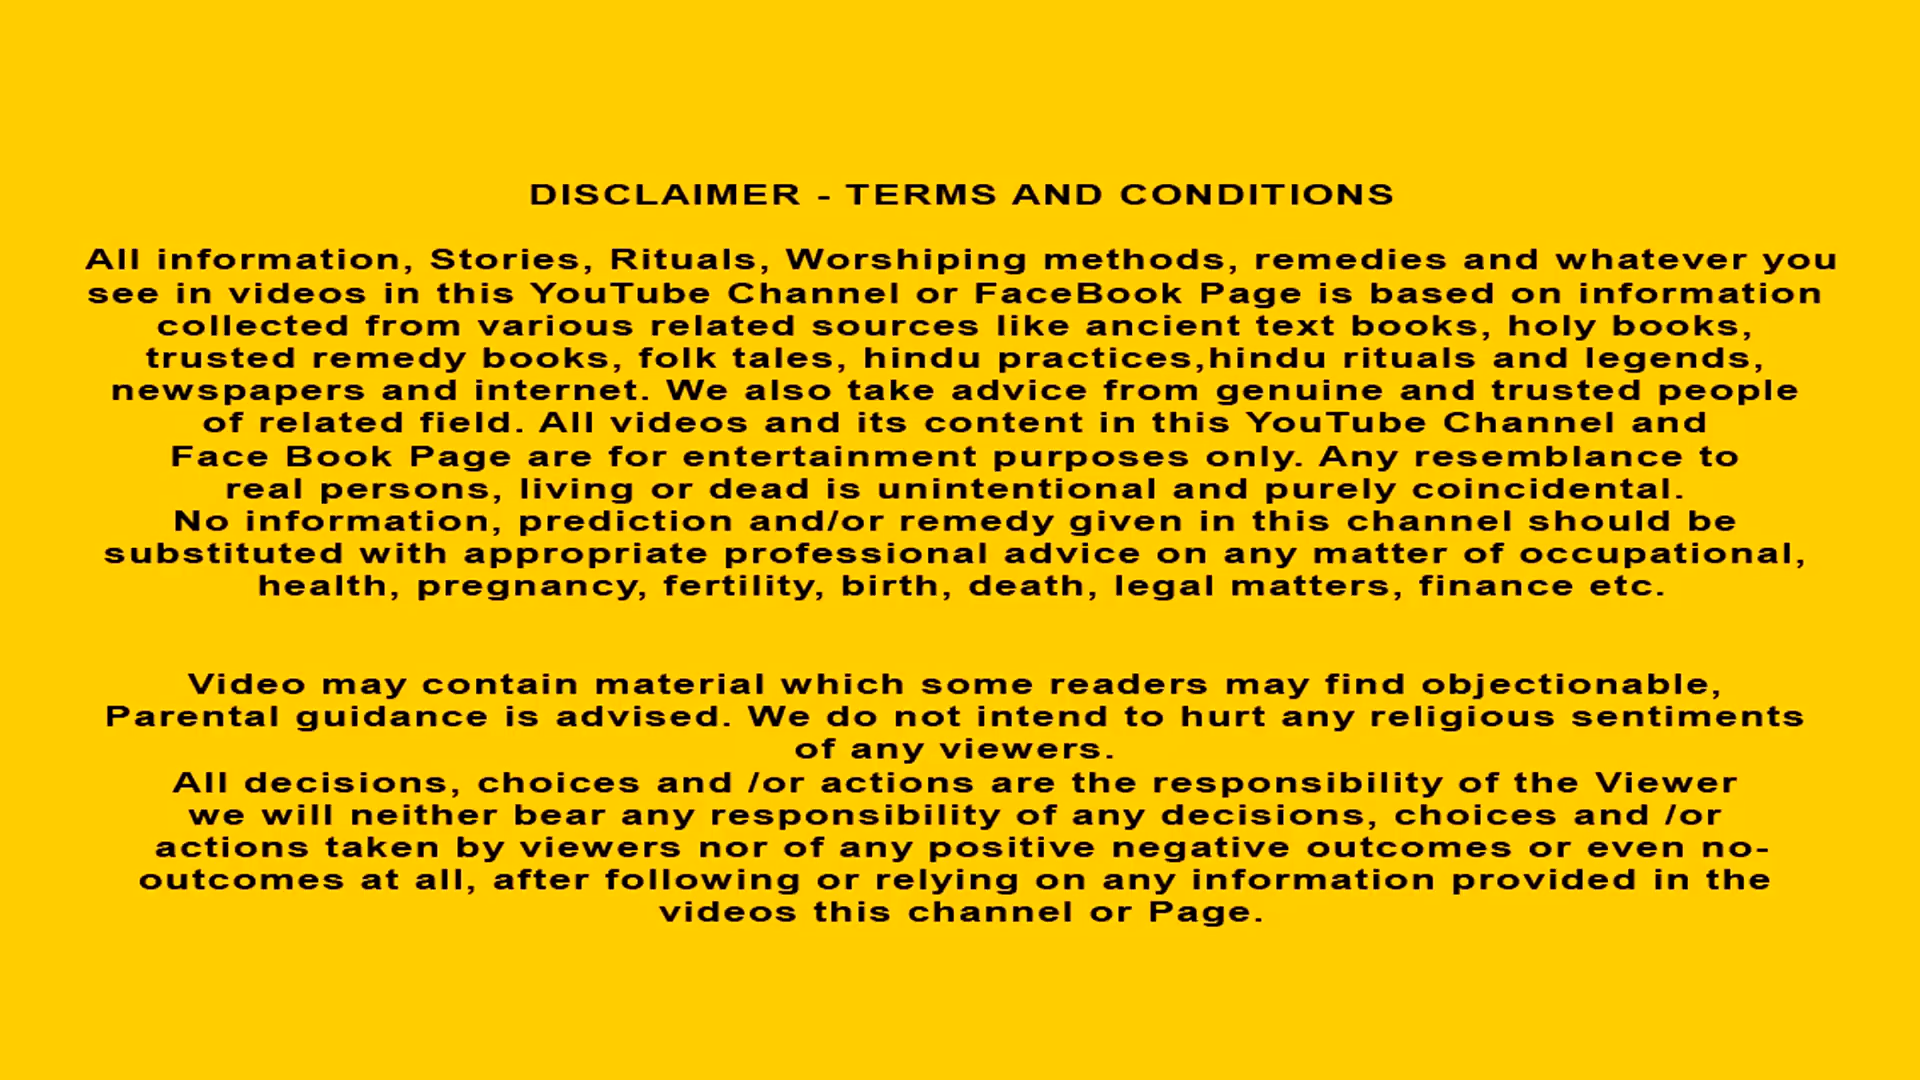 DISCLAIMER - TERMS AND CONDITIONS
All information, Stories, Rituals, Worshiping methods, remedies and whatever you
see in videos in this YouTube Channel or FaceBook Page is based on information
collected from various related sources like ancient text books, holy books,
trusted remedy books, folk tales, hindu practices,hindu rituals and legends,
newspapers and internet. We also take advice from genuine and trusted people
of related field. All videos and its content in this YouTube Channel and
Face Book Page are for entertainment purposes only. Any resemblance to
real persons, living or dead is unintentional and purely coincidental.
No information, prediction and/or remedy given in this channel should be
substituted with appropriate professional advice on any matter of occupational,
health, pregnancy, fertility, birth, death, legal matters, finance etc.
Video may contain material which some readers may find objectionable,
Parental guidance is advised. We do not intend to hurt any religious sentiments
of any viewers.
All decisions, choices and /or actions are the responsibility of the Viewer
we will neither bear any responsibility of any decisions, choices and /or
actions taken by viewers nor of any positive negative outcomes or even no-
outcomes at all, after following or relying on any information provided in the
videos this channel or Page.